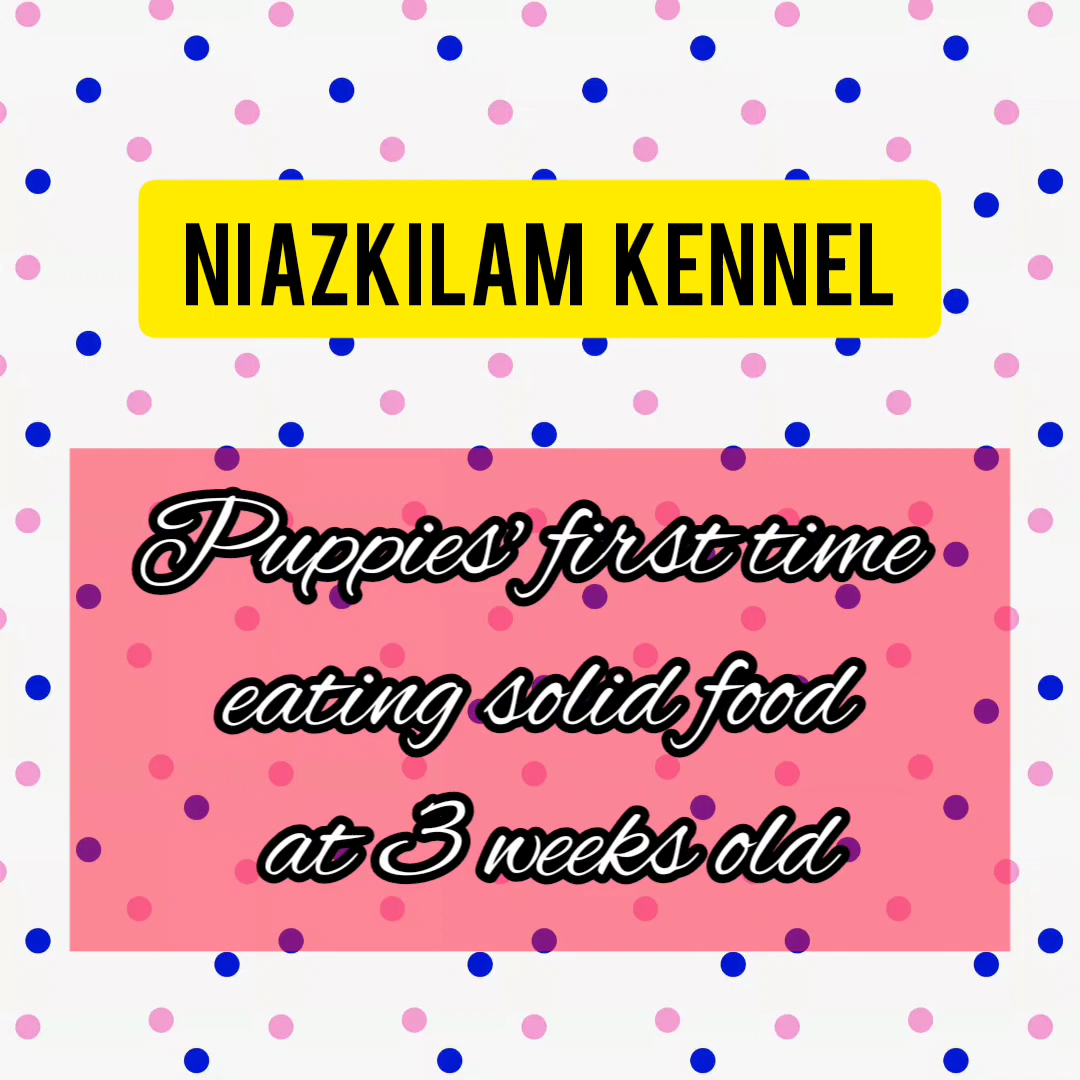 NIAZKILAM KENNEL
Puppies' first time
eating solid food
at 3 weeks old